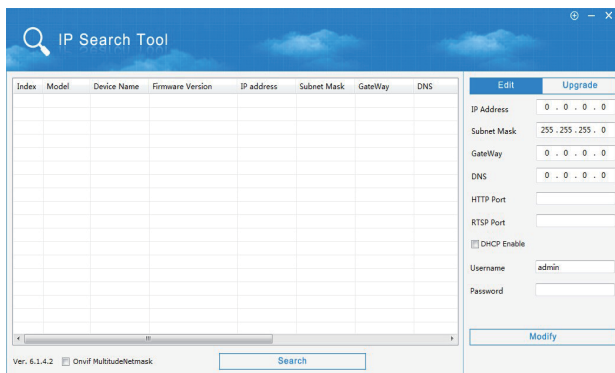 IP Search Tool
Index Model Device Name Firmware Version IP address Subnet Mask GateWay DNS
Edit Upgrade
IP Address 0 . 0 . 0 . 0
Subnet Mask 255 . 255 . 255 . 0
GateWay 0 . 0 . 0 . 0
DNS 0 . 0 . 0 . 0
HTTP Port
RTSP Port
DHCP Enable
Username admin
Password
Modify
Ver. 6.1.4.2 Onvif MultitudeNetmask Search